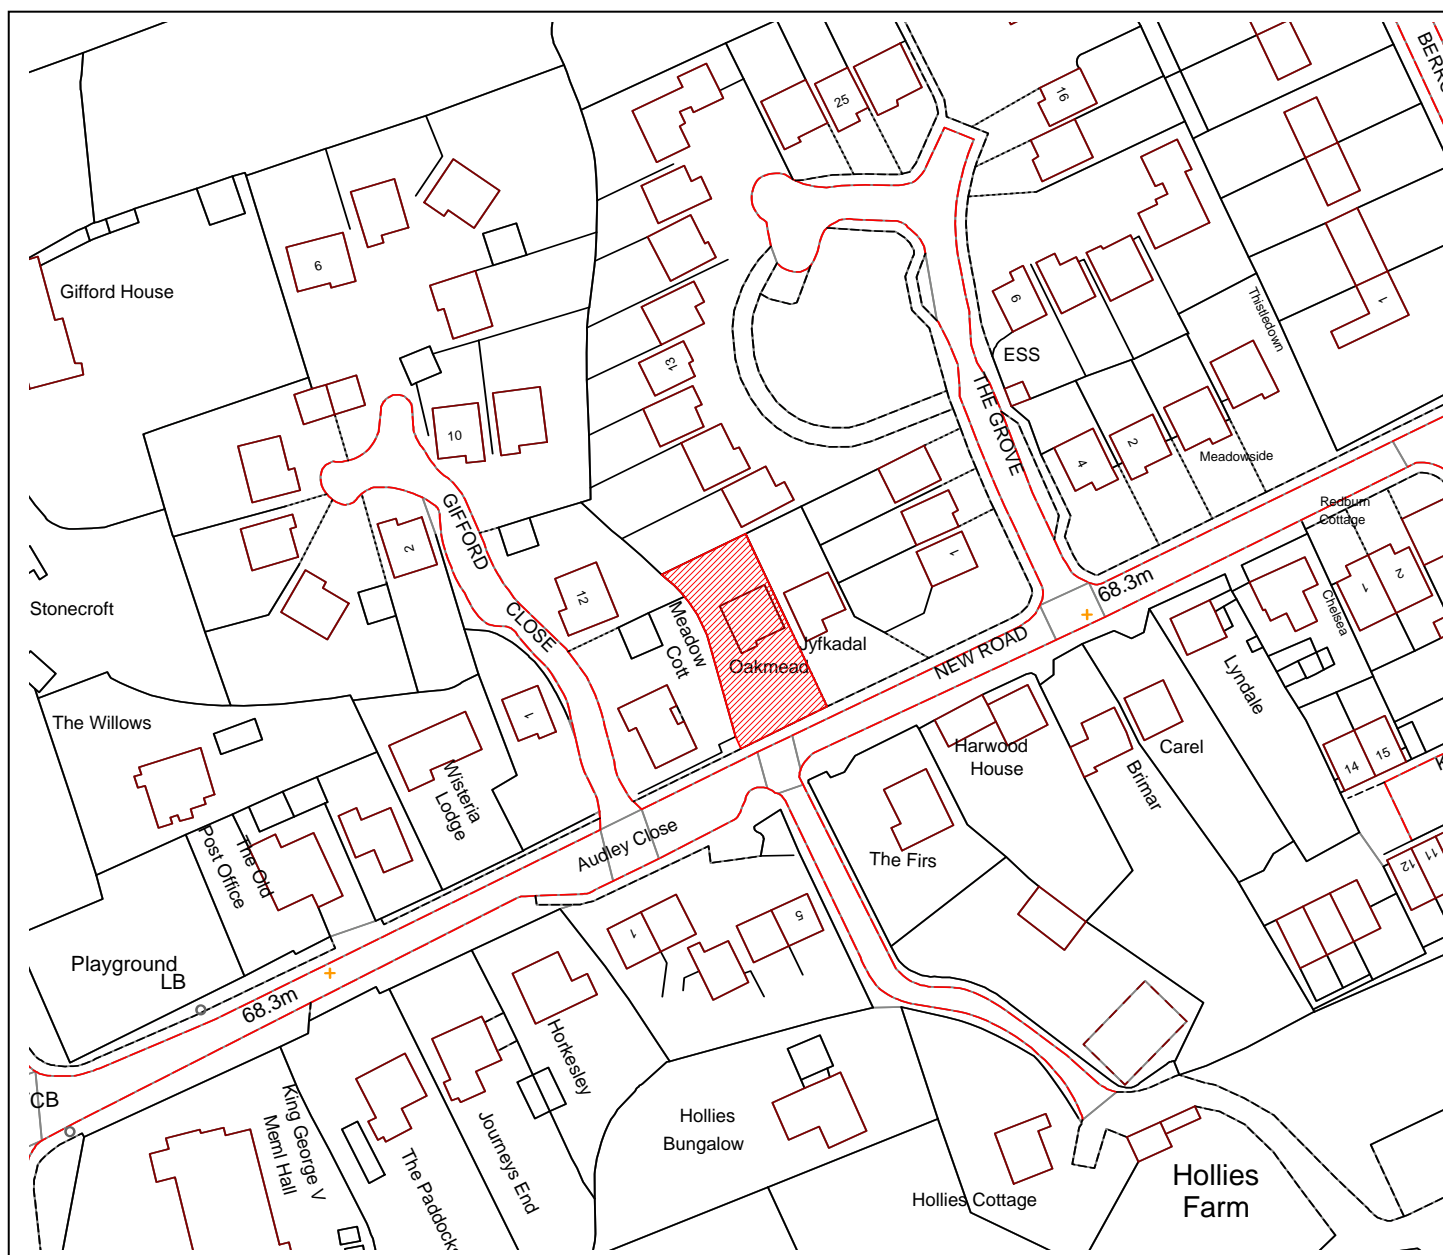 BERRO
25
16
6
Gifford House
6
1
Thistledown
ESS
13
THE GROVE
10
4
2
Meadowside
GIFFORD
CLOSE
Redburn
Cottage
2
12
1
68.3m
1
2
Chelsea
Stonecroft
Meadow
Cott
Jyfkadal
Oakmead
NEW ROAD
Lyndale
The Willows
1
Harwood
House
Carel
Brimar
14
15
Wisteria
Lodge
Audley Close
The Firs
The Old
Post Office
12
11
1
5
Playground
LB
68.3m
Horkesley
CB
King George V
Meml Hall
The Paddocks
Journeys End
Hollies
Bungalow
Hollies Cottage
Hollies
Farm